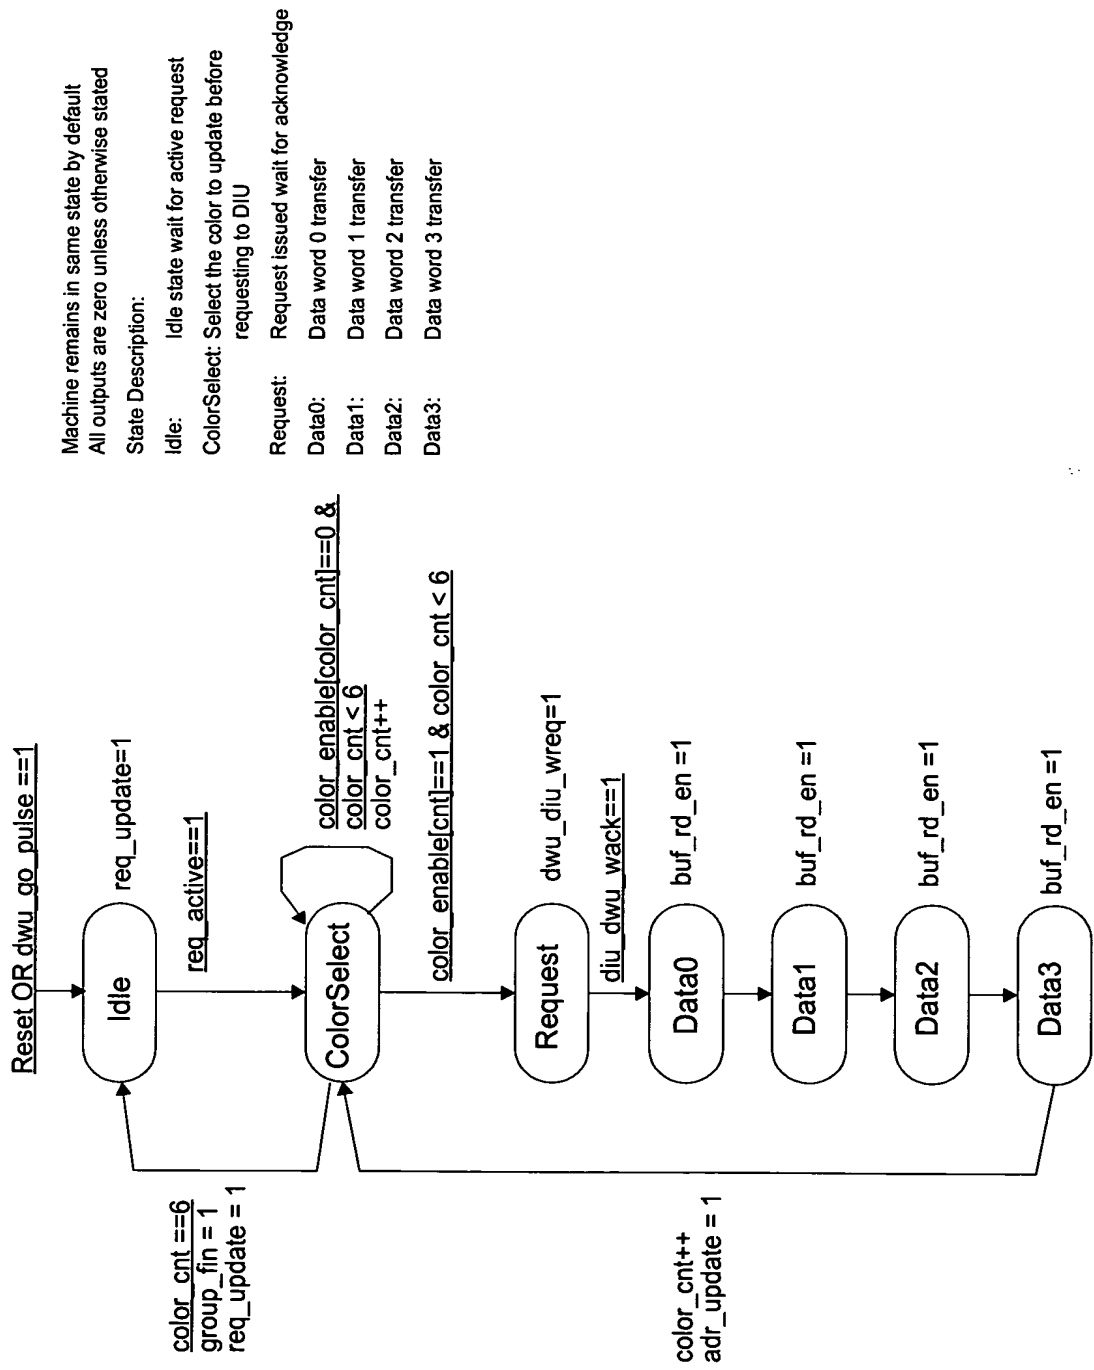 Reset OR dwu_go_pulse ==1
Idle
req_update=1
req_active==1
color_cnt ==6
group_fin = 1
req_update = 1
ColorSelect
color_enable[color_cnt]==0 &
color_cnt < 6
color_cnt++
color_enable[cnt]==1 & color_cnt < 6
Request
dwu_diu_wreq=1
diu_dwu_wack==1
Data0
buf_rd_en =1
Data1
buf_rd_en =1
Data2
buf_rd_en =1
Data3
buf_rd_en =1
color_cnt++
adr_update = 1
Machine remains in same state by default
All outputs are zero unless otherwise stated
State Description:
Idle: Idle state wait for active request
ColorSelect: Select the color to update before
requesting to DIU
Request: Request issued wait for acknowledge
Data0: Data word 0 transfer
Data1: Data word 1 transfer
Data2: Data word 2 transfer
Data3: Data word 3 transfer